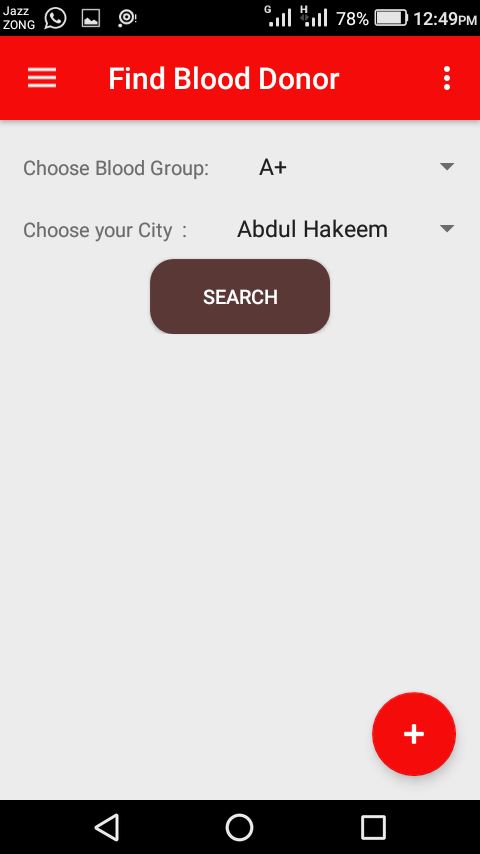 Jazz
ZONG
G H 78% 12:49PM
Find Blood Donor
Choose Blood Group: A+
Choose your City : Abdul Hakeem
SEARCH
+